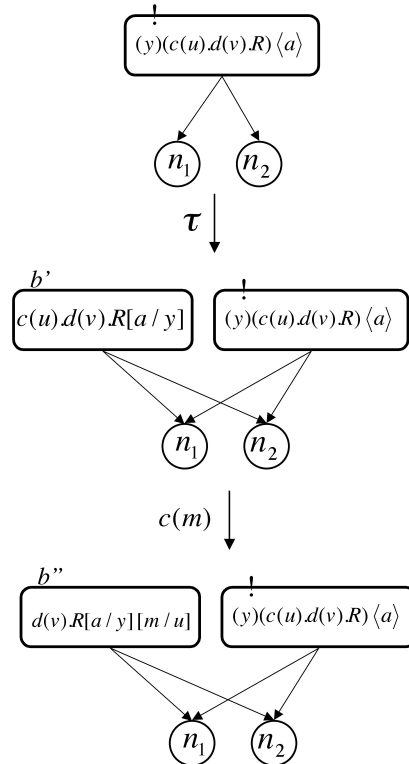 !
(y)(c(u).d(v).R)⟨a⟩
n1 n2
τ
b' !
c(u).d(v).R[a/y] (y)(c(u).d(v).R)⟨a⟩
n1 n2
c(m)
b" !
d(v).R[a/y][m/u] (y)(c(u).d(v).R)⟨a⟩
n1 n2